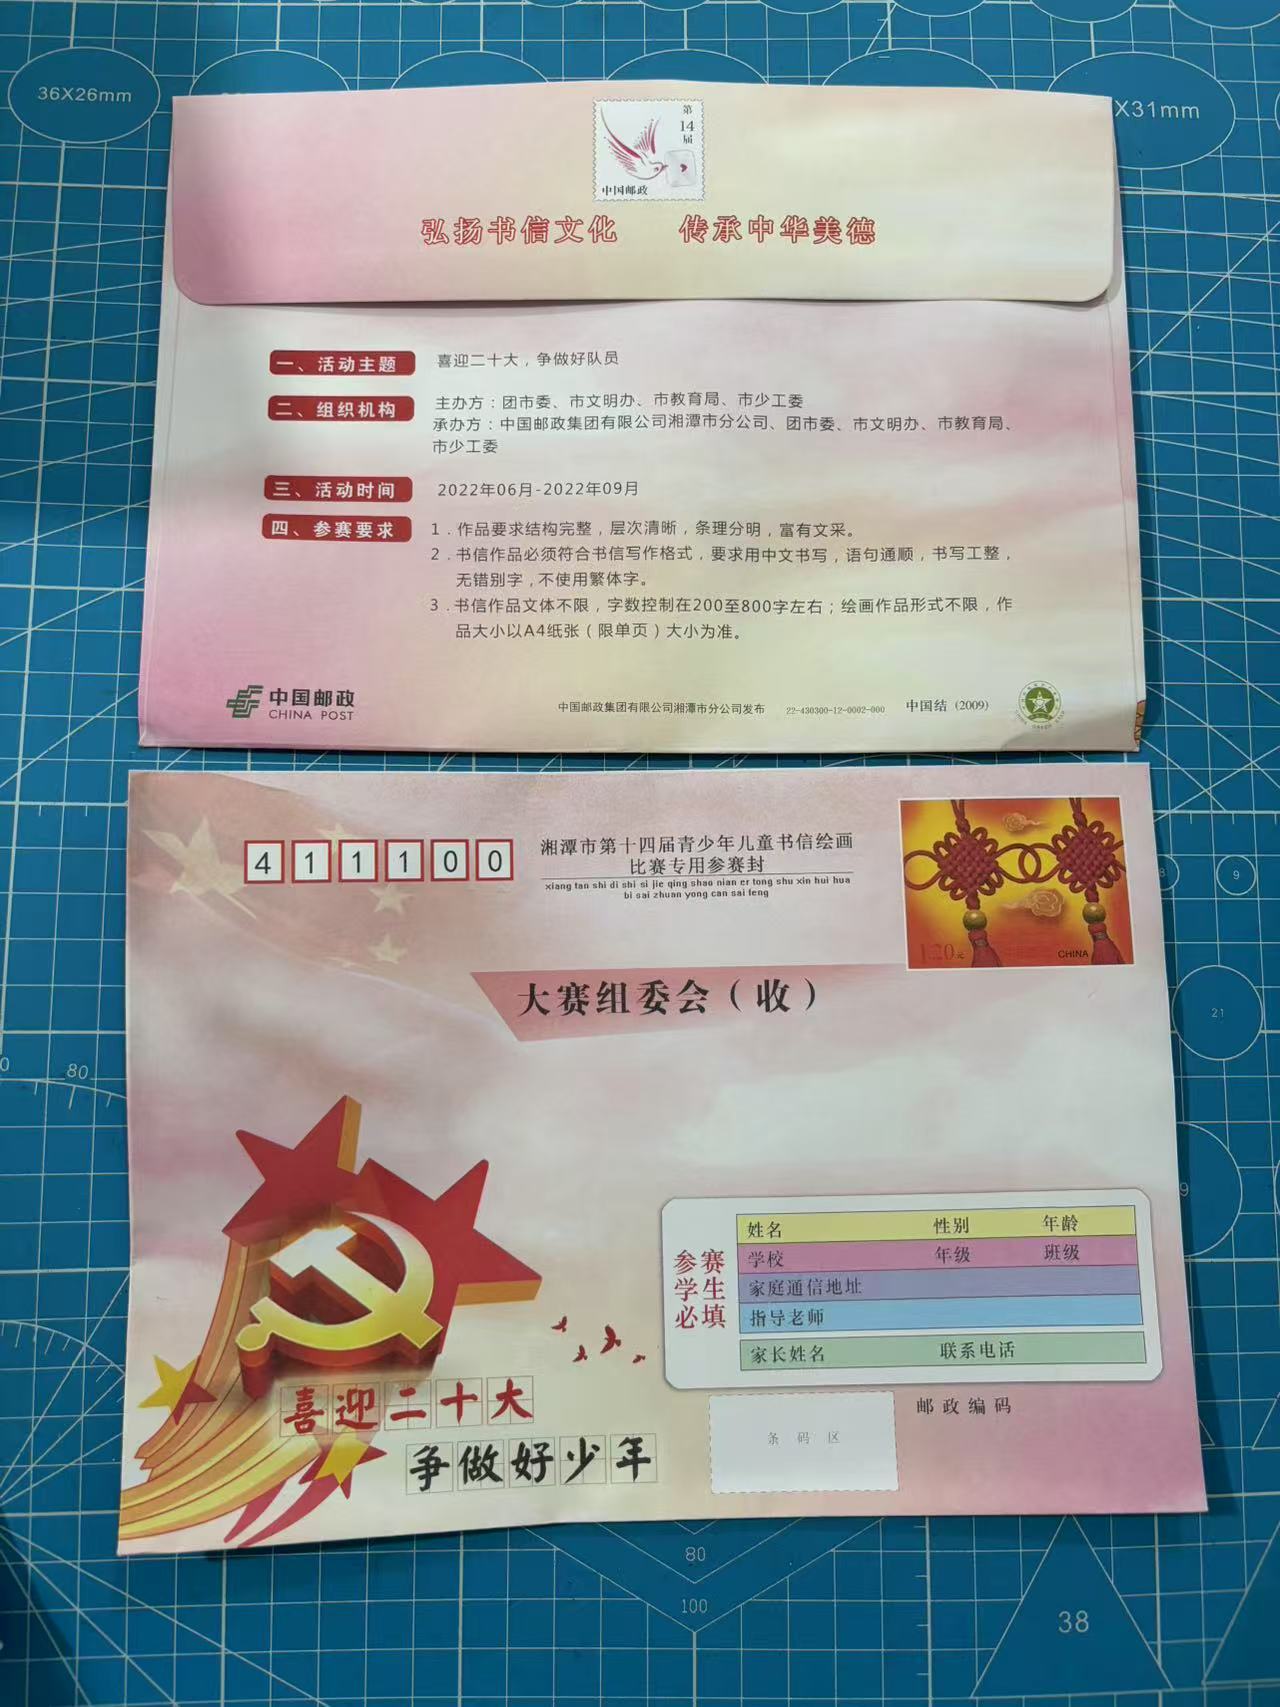 36X26mm
X31mm
第
14
届
中国邮政
弘扬书信文化 传承中华美德
一、活动主题 喜迎二十大，争做好队员
二、组织机构 主办方：团市委、市文明办、市教育局、市少工委
承办方：中国邮政集团有限公司湘潭市分公司、团市委、市文明办、市教育局、
市少工委
三、活动时间 2022年06月-2022年09月
四、参赛要求 1．作品要求结构完整，层次清晰，条理分明，富有文采。
2．书信作品必须符合书信写作格式，要求用中文书写，语句通顺，书写工整，
无错别字，不使用繁体字。
3．书信作品文体不限，字数控制在200至800字左右；绘画作品形式不限，作
品大小以A4纸张（限单页）大小为准。
中国邮政
CHINA POST
中国邮政集团有限公司湘潭市分公司发布 22-430300-12-0002-000 中国结（2009）
411100
湘潭市第十四届青少年儿童书信绘画
比赛专用参赛封
xiang tan shi di shi si jie qing shao nian er tong shu xin hui hua
bi sai zhuan yong can sai feng
1.20元
CHINA
大赛组委会（收）
8
9
21
0
80
9
参赛
学生
必填
姓名 性别 年龄
学校 年级 班级
家庭通信地址
指导老师
家长姓名 联系电话
喜迎二十大
争做好少年
条码区
邮政编码
80
100
38